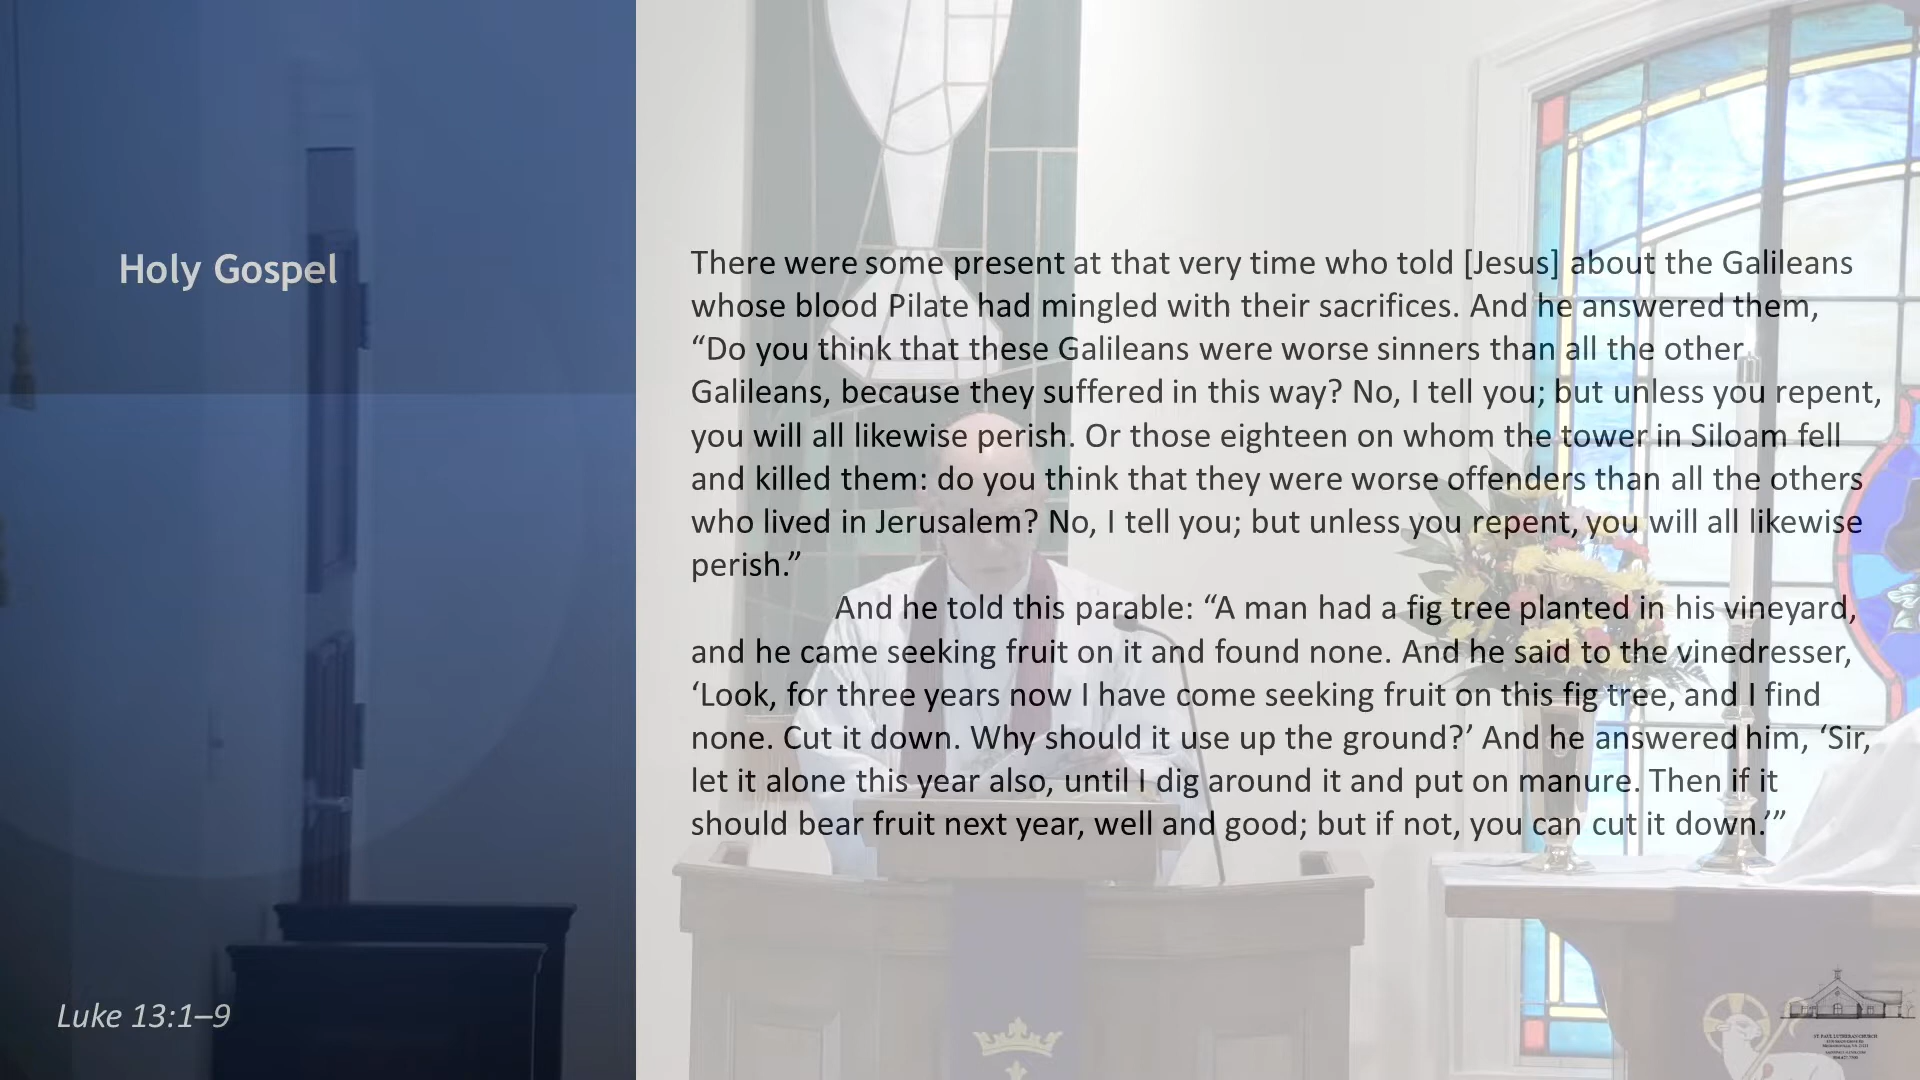 Holy Gospel
There were some present at that very time who told [Jesus] about the Galileans
whose blood Pilate had mingled with their sacrifices. And he answered them,
“Do you think that these Galileans were worse sinners than all the other
Galileans, because they suffered in this way? No, I tell you; but unless you repent,
you will all likewise perish. Or those eighteen on whom the tower in Siloam fell
and killed them: do you think that they were worse offenders than all the others
who lived in Jerusalem? No, I tell you; but unless you repent, you will all likewise
perish.”
And he told this parable: “A man had a fig tree planted in his vineyard,
and he came seeking fruit on it and found none. And he said to the vinedresser,
‘Look, for three years now I have come seeking fruit on this fig tree, and I find
none. Cut it down. Why should it use up the ground?’ And he answered him, ‘Sir,
let it alone this year also, until I dig around it and put on manure. Then if it
should bear fruit next year, well and good; but if not, you can cut it down.’”
Luke 13:1–9
ST. PAUL LUTHERAN CHURCH